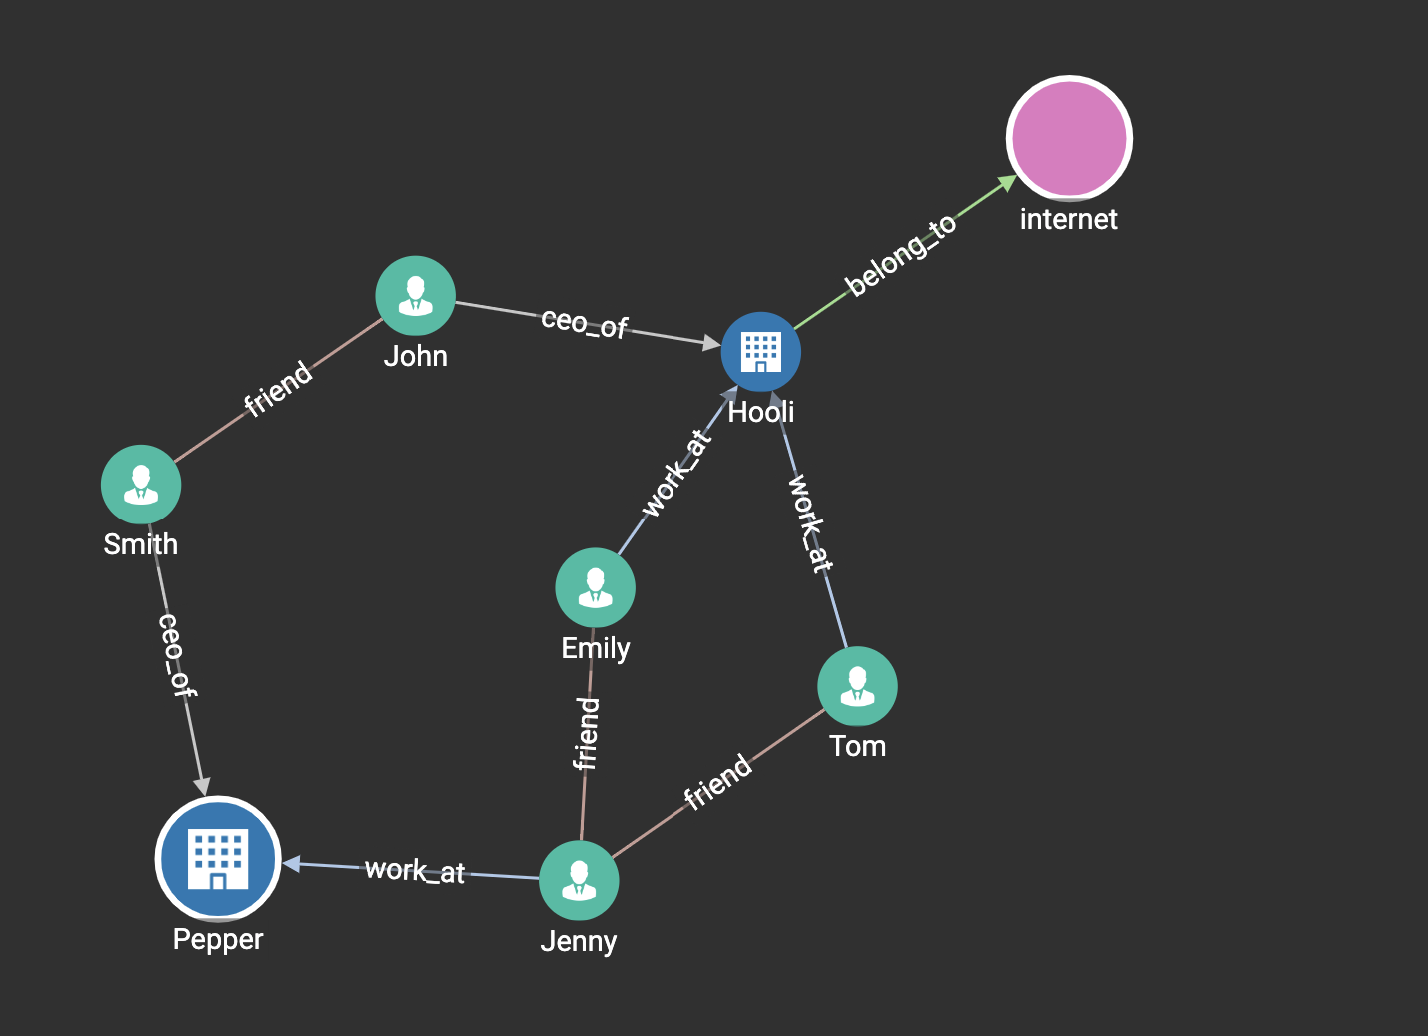 internet
belong_to
John
ceo_of
Hooli
friend
work_at
work_at
Smith
ceo_of
Emily
friend
Tom
friend
work_at
Pepper
Jenny